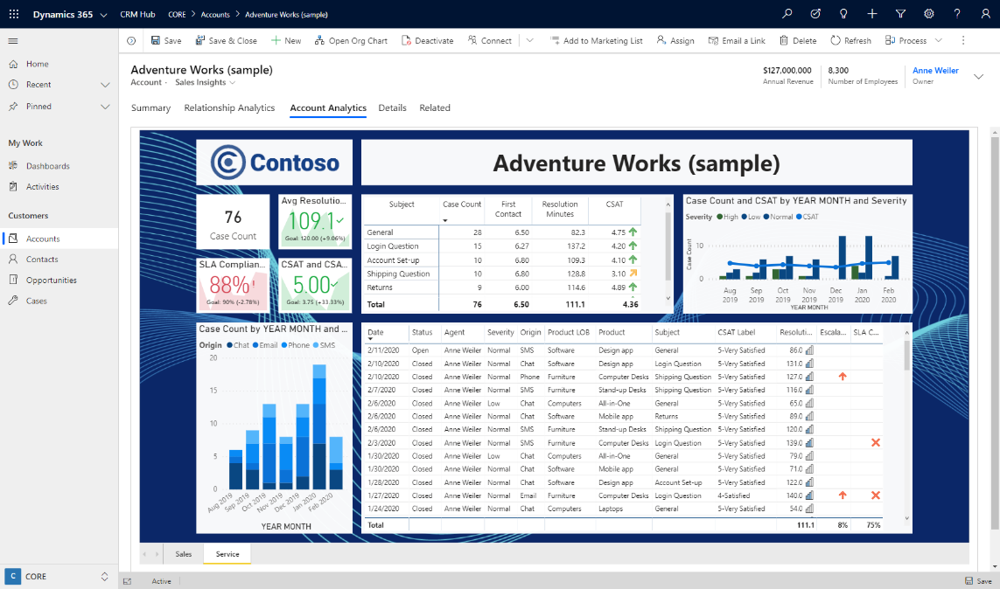 Dynamics 365 CRM Hub CORE > Accounts > Adventure Works (sample)
Save Save & Close New Open Org Chart Deactivate Connect Add to Marketing List Assign Email a Link Delete Refresh Process
Home
Recent
Pinned
My Work
Dashboards
Activities
Customers
Accounts
Contacts
Opportunities
Cases
C CORE
Adventure Works (sample)
Account · Sales Insights
$127,000,000
Annual Revenue
8,300
Number of Employees
Anne Weiler
Owner
Summary Relationship Analytics Account Analytics Details Related
Contoso
Adventure Works (sample)
76
Case Count
Avg Resolutio...
109.1
Goal: 120.00 (+9.06%)
SLA Complian...
88%!
Goal: 90% (-2.78%)
CSAT and CSA...
5.00
Goal: 3.75 (+33.33%)
Subject Case Count First Contact Resolution Minutes CSAT
General 28 6.50 82.3 4.75
Login Question 15 6.27 137.2 4.20
Account Set-up 10 6.80 109.3 4.10
Shipping Question 10 6.80 128.8 3.10
Returns 9 6.00 114.6 4.89
Total 76 6.50 111.1 4.36
Case Count and CSAT by YEAR MONTH and Severity
Severity High Low Normal CSAT
Case Count
10
0
Aug 2019 Sep 2019 Oct 2019 Nov 2019 Dec 2019 Jan 2020 Feb 2020
YEAR MONTH
Case Count by YEAR MONTH and ...
Origin Chat Email Phone SMS
20
15
10
5
0
Aug 2019 Sep 2019 Oct 2019 Nov 2019 Dec 2019 Jan 2020 Feb 2020
YEAR MONTH
Date Status Agent Severity Origin Product LOB Product Subject CSAT Label Resoluti... Escala... SLA C...
2/11/2020 Open Anne Weiler Normal SMS Software Design app General 5-Very Satisfied 86.0
2/10/2020 Closed Anne Weiler Normal Chat Software Design app Login Question 5-Very Satisfied 131.0
2/10/2020 Closed Anne Weiler Normal Phone Furniture Computer Desks Shipping Question 5-Very Satisfied 127.0
2/7/2020 Closed Anne Weiler Normal SMS Furniture Stand-up Desks Shipping Question 5-Very Satisfied 116.0
2/6/2020 Closed Anne Weiler Low Chat Computers All-in-One General 5-Very Satisfied 65.0
2/6/2020 Closed Anne Weiler Normal Chat Software Mobile app Returns 5-Very Satisfied 89.0
2/6/2020 Closed Anne Weiler Normal SMS Furniture Stand-up Desks Shipping Question 5-Very Satisfied 120.0
2/3/2020 Closed Anne Weiler Normal SMS Furniture Computer Desks Login Question 5-Very Satisfied 139.0
1/30/2020 Closed Anne Weiler Low Chat Computers All-in-One General 5-Very Satisfied 79.0
1/30/2020 Closed Anne Weiler Normal Chat Software Mobile app General 5-Very Satisfied 71.0
1/28/2020 Closed Anne Weiler Normal Chat Software Design app Account Set-up 5-Very Satisfied 122.0
1/27/2020 Closed Anne Weiler Normal Email Furniture Computer Desks Login Question 4-Satisfied 140.0
1/24/2020 Closed Anne Weiler Normal Chat Computers Laptops General 5-Very Satisfied 54.0
Total 111.1 8% 75%
Sales Service
Active Save